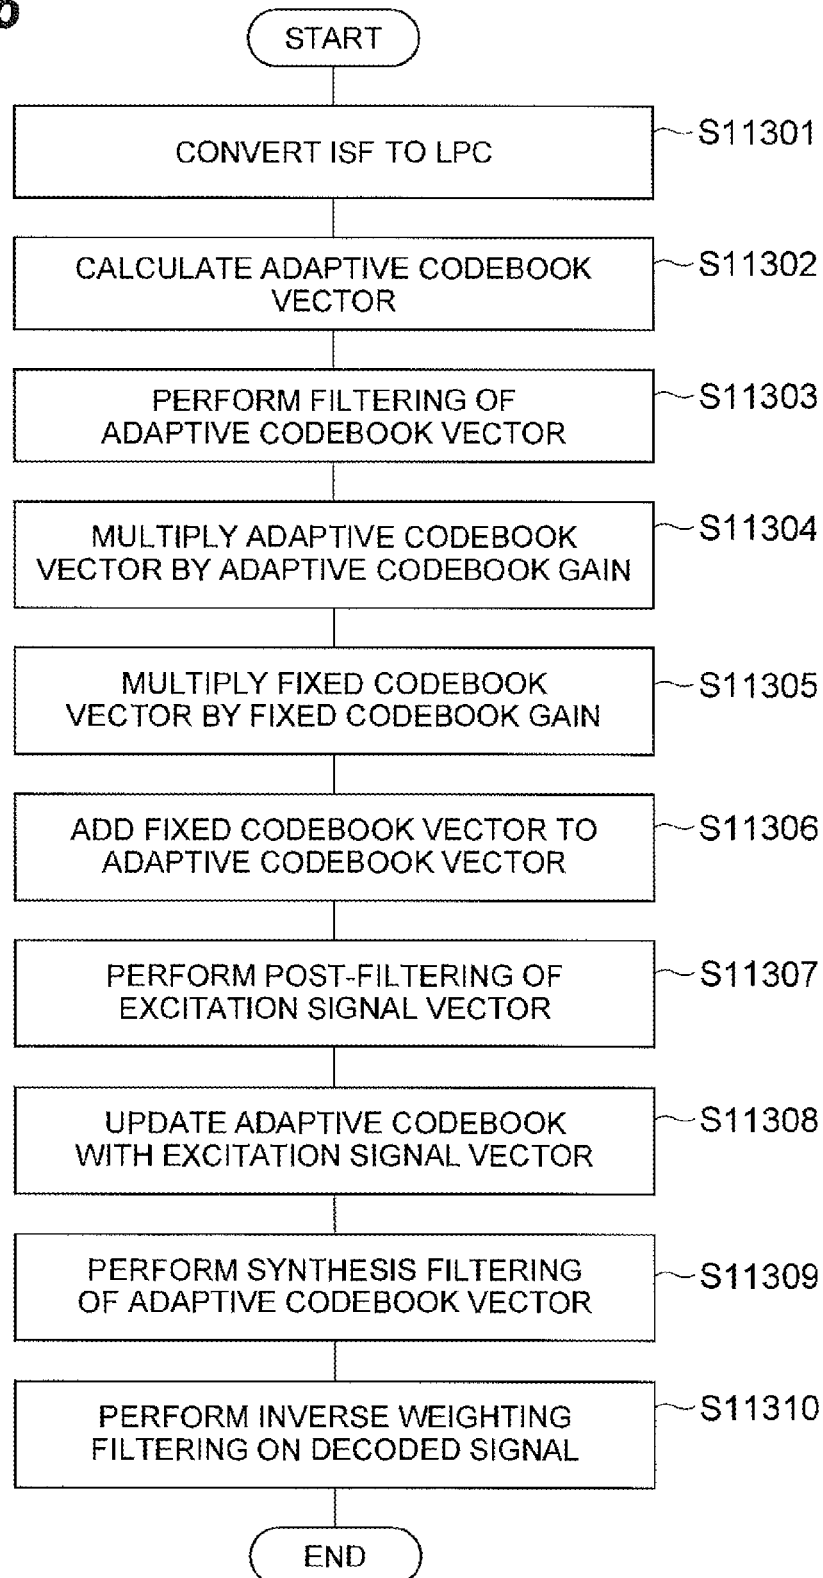 START
CONVERT ISF TO LPC
S11301
CALCULATE ADAPTIVE CODEBOOK
VECTOR
S11302
PERFORM FILTERING OF
ADAPTIVE CODEBOOK VECTOR
S11303
MULTIPLY ADAPTIVE CODEBOOK
VECTOR BY ADAPTIVE CODEBOOK GAIN
S11304
MULTIPLY FIXED CODEBOOK
VECTOR BY FIXED CODEBOOK GAIN
S11305
ADD FIXED CODEBOOK VECTOR TO
ADAPTIVE CODEBOOK VECTOR
S11306
PERFORM POST-FILTERING OF
EXCITATION SIGNAL VECTOR
S11307
UPDATE ADAPTIVE CODEBOOK
WITH EXCITATION SIGNAL VECTOR
S11308
PERFORM SYNTHESIS FILTERING
OF ADAPTIVE CODEBOOK VECTOR
S11309
PERFORM INVERSE WEIGHTING
FILTERING ON DECODED SIGNAL
S11310
END